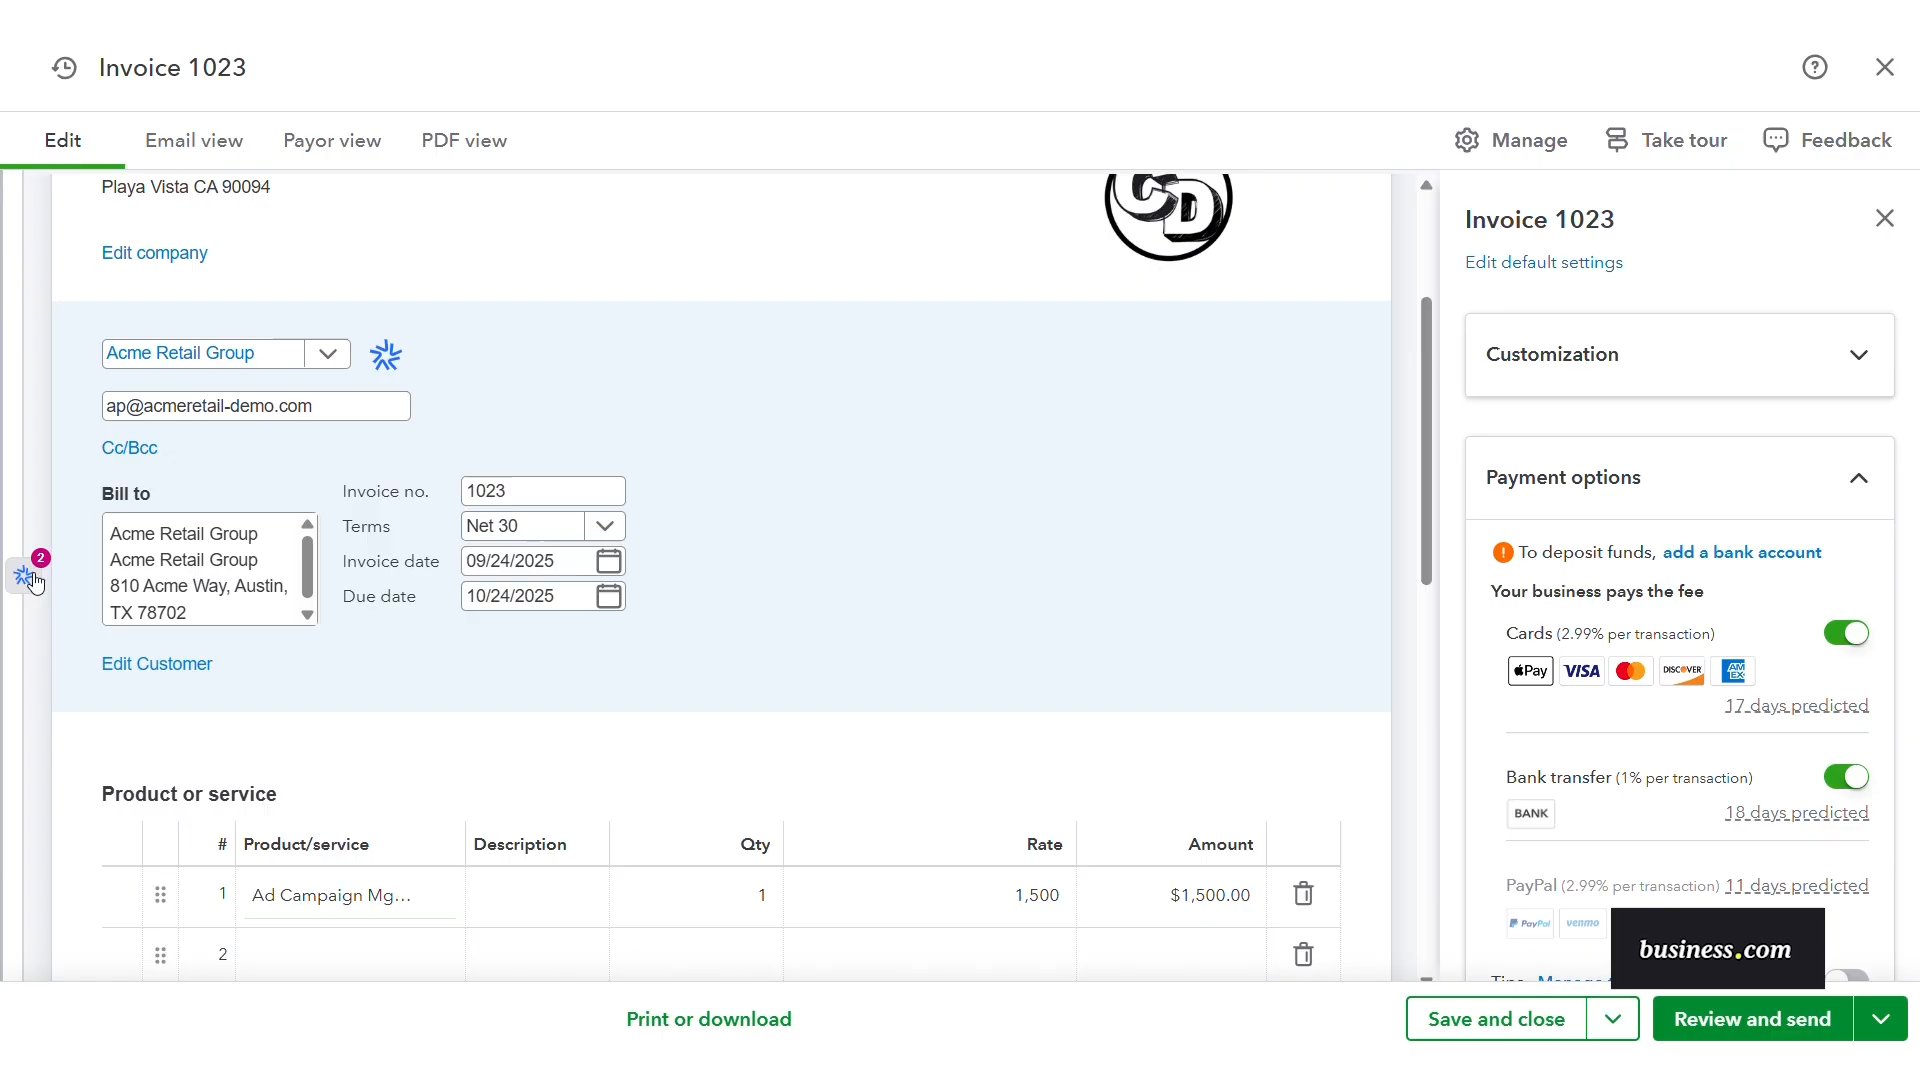 Invoice 1023
Edit
Email view
Payor view
PDF view
Manage
Take tour
Feedback
Playa Vista CA 90094
CD
Edit company
Acme Retail Group
ap@acmeretail-demo.com
Cc/Bcc
Bill to
Acme Retail Group
Acme Retail Group
810 Acme Way, Austin,
TX 78702
Invoice no. 1023
Terms Net 30
Invoice date 09/24/2025
Due date 10/24/2025
2
Edit Customer
Product or service
# Product/service Description Qty Rate Amount
1 Ad Campaign Mg... 1 1,500 $1,500.00
2
Invoice 1023
Edit default settings
Customization
Payment options
To deposit funds, add a bank account
Your business pays the fee
Cards (2.99% per transaction)
Pay VISA DISCOVER AM EX
17 days predicted
Bank transfer (1% per transaction)
BANK 18 days predicted
PayPal (2.99% per transaction) 11 days predicted
PayPal venmo
business.com
Print or download
Save and close
Review and send